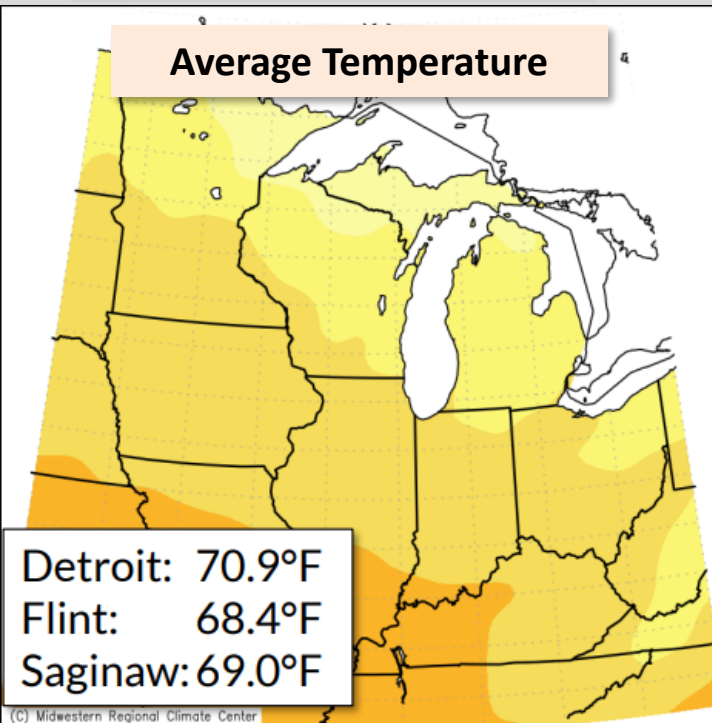 Average Temperature
Detroit: 70.9°F
Flint: 68.4°F
Saginaw: 69.0°F
(C) Midwestern Regional Climate Center